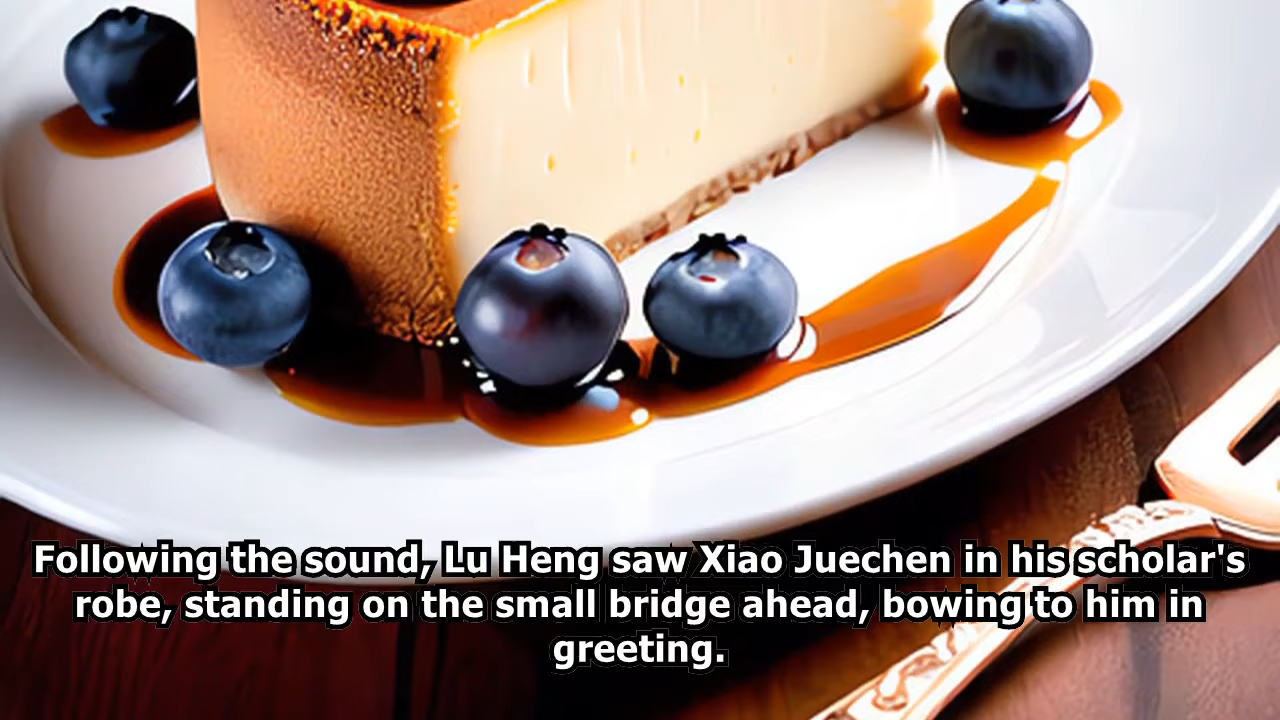 Following the sound, Lu Heng saw Xiao Juechen in his scholar's
robe, standing on the small bridge ahead, bowing to him in
greeting.